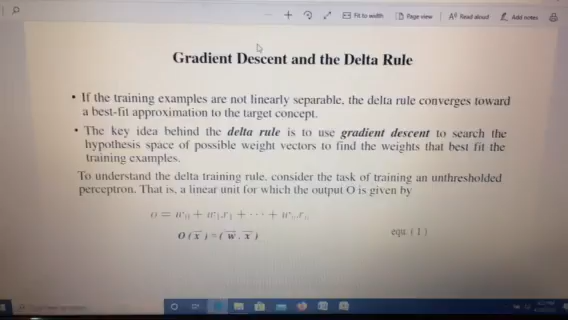 Fit to width
Page view
Read aloud
Add notes
Gradient Descent and the Delta Rule
• If the training examples are not linearly separable, the delta rule converges toward
a best-fit approximation to the target concept.
• The key idea behind the delta rule is to use gradient descent to search the
hypothesis space of possible weight vectors to find the weights that best fit the
training examples.
To understand the delta training rule, consider the task of training an unthresholded
perceptron. That is, a linear unit for which the output O is given by
o = w₀ + w₁x₁ + · · · + wₙxₙ
O ( x⃗ ) = ( w⃗ . x⃗ ) equ. ( 1 )